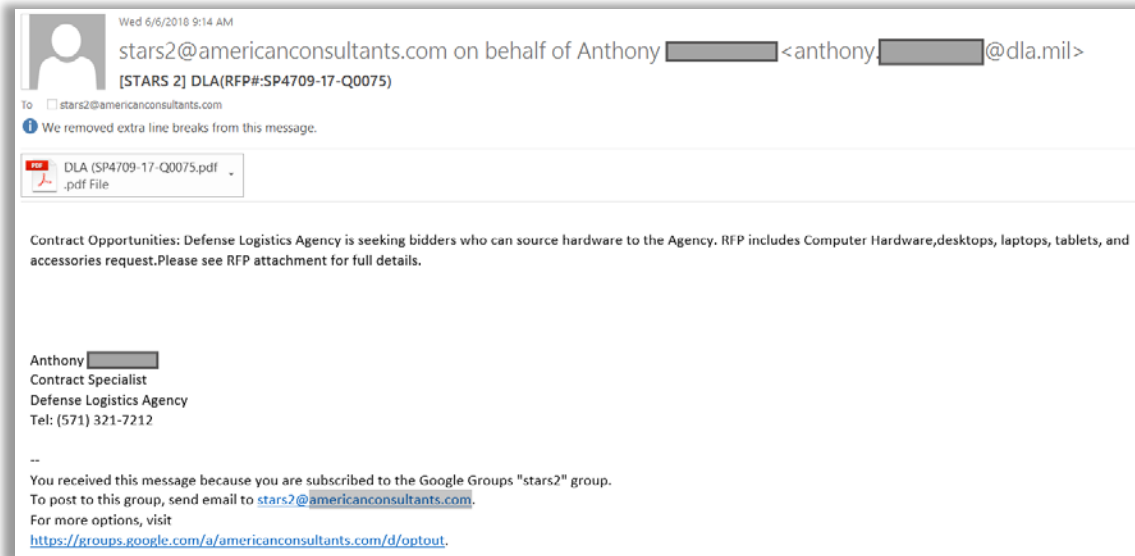 Wed 6/6/2018 9:14 AM
stars2@americanconsultants.com on behalf of Anthony <anthony. @dla.mil>
[STARS 2] DLA(RFP#:SP4709-17-Q0075)
To stars2@americanconsultants.com
We removed extra line breaks from this message.
PDF
DLA (SP4709-17-Q0075.pdf
.pdf File
Contract Opportunities: Defense Logistics Agency is seeking bidders who can source hardware to the Agency. RFP includes Computer Hardware,desktops, laptops, tablets, and
accessories request.Please see RFP attachment for full details.
Anthony
Contract Specialist
Defense Logistics Agency
Tel: (571) 321-7212
--
You received this message because you are subscribed to the Google Groups "stars2" group.
To post to this group, send email to stars2@americanconsultants.com.
For more options, visit
https://groups.google.com/a/americanconsultants.com/d/optout.